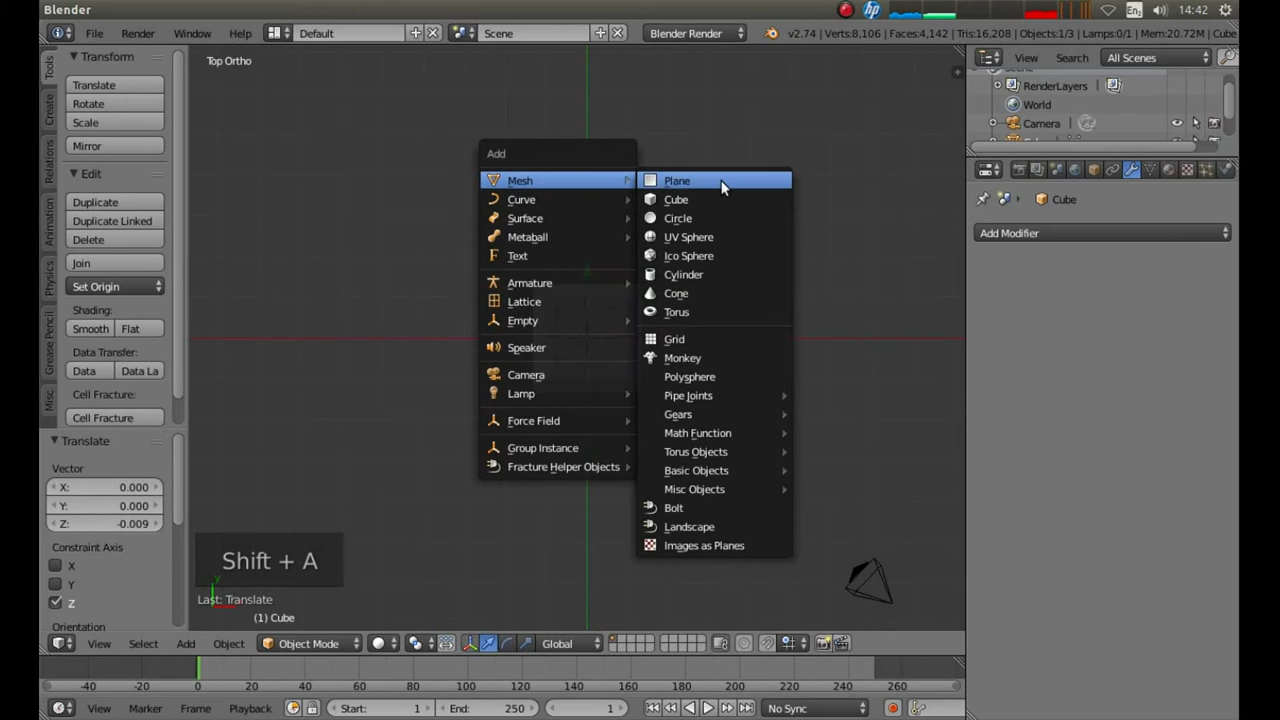 Blender
En2
14:42
File
Render
Window
Help
Default
Scene
Blender Render
v2.74 | Verts:8,106 | Faces:4,142 | Tris:16,208 | Objects:1/3 | Lamps:0/1 | Mem:20.72M | Cube
Tools
Create
Relations
Animation
Physics
Grease Pencil
Misc
Transform
Translate
Rotate
Scale
Mirror
Edit
Duplicate
Duplicate Linked
Delete
Join
Set Origin
Shading:
Smooth
Flat
Data Transfer:
Data
Data La
Cell Fracture:
Cell Fracture
Translate
Vector
X: 0.000
Y: 0.000
Z: -0.009
Constraint Axis
X
Y
Z
Orientation
Top Ortho
Add
Mesh
Curve
Surface
Metaball
Text
Armature
Lattice
Empty
Speaker
Camera
Lamp
Force Field
Group Instance
Fracture Helper Objects
Plane
Cube
Circle
UV Sphere
Ico Sphere
Cylinder
Cone
Torus
Grid
Monkey
Polysphere
Pipe Joints
Gears
Math Function
Torus Objects
Basic Objects
Misc Objects
Bolt
Landscape
Images as Planes
Shift + A
y
Last: Translate
(1) Cube
View
Search
All Scenes
RenderLayers
World
Camera
Cube
Add Modifier
View
Select
Add
Object
Object Mode
Global
-40 -20 0 20 40 60 80 100 120 140 160 180 200 220 240 260
View
Marker
Frame
Playback
Start: 1
End: 250
1
No Sync